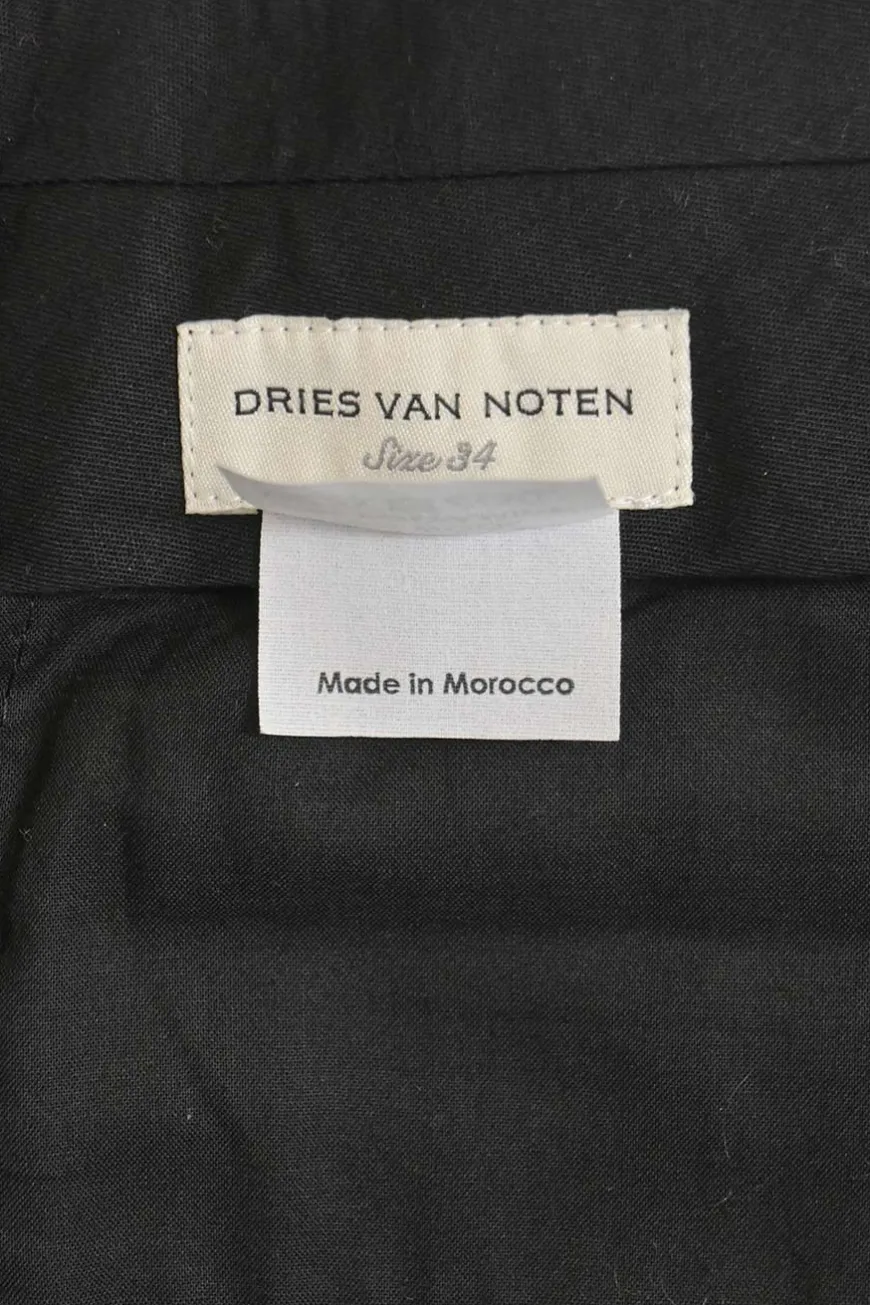 DRIES VAN NOTEN
Size 34
Made in Morocco